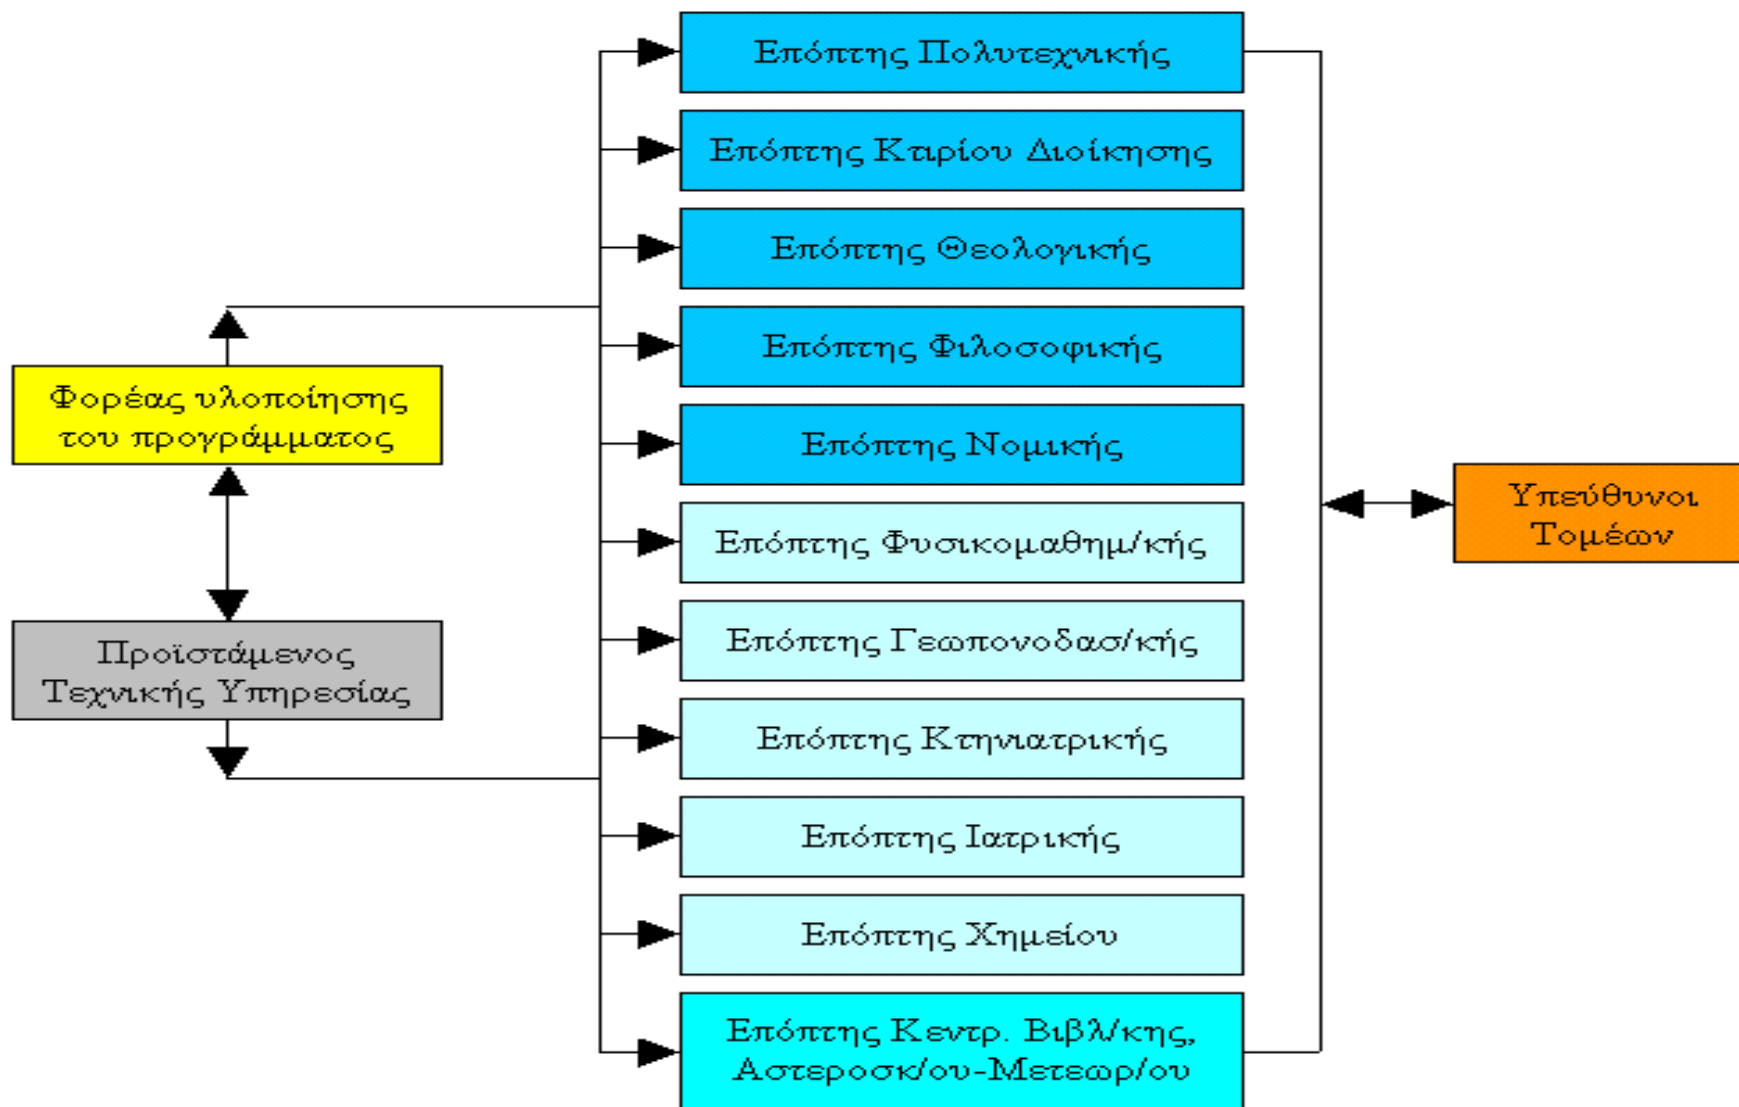 Επόπτης Πολυτεχνικής
Επόπτης Κτιρίου Διοίκησης
Επόπτης Θεολογικής
Επόπτης Φιλοσοφικής
Φορέας υλοποίησης
του προγράμματος
Επόπτης Νομικής
Επόπτης Φυσικομαθημ/κής
Υπεύθυνοι
Τομέων
Επόπτης Γεωπονοδασ/κής
Προϊστάμενος
Τεχνικής Υπηρεσίας
Επόπτης Κτηνιατρικής
Επόπτης Ιατρικής
Επόπτης Χημείου
Επόπτης Κεντρ. Βιβλ/κης,
Αστεροσκ/ου-Μετεωρ/ου